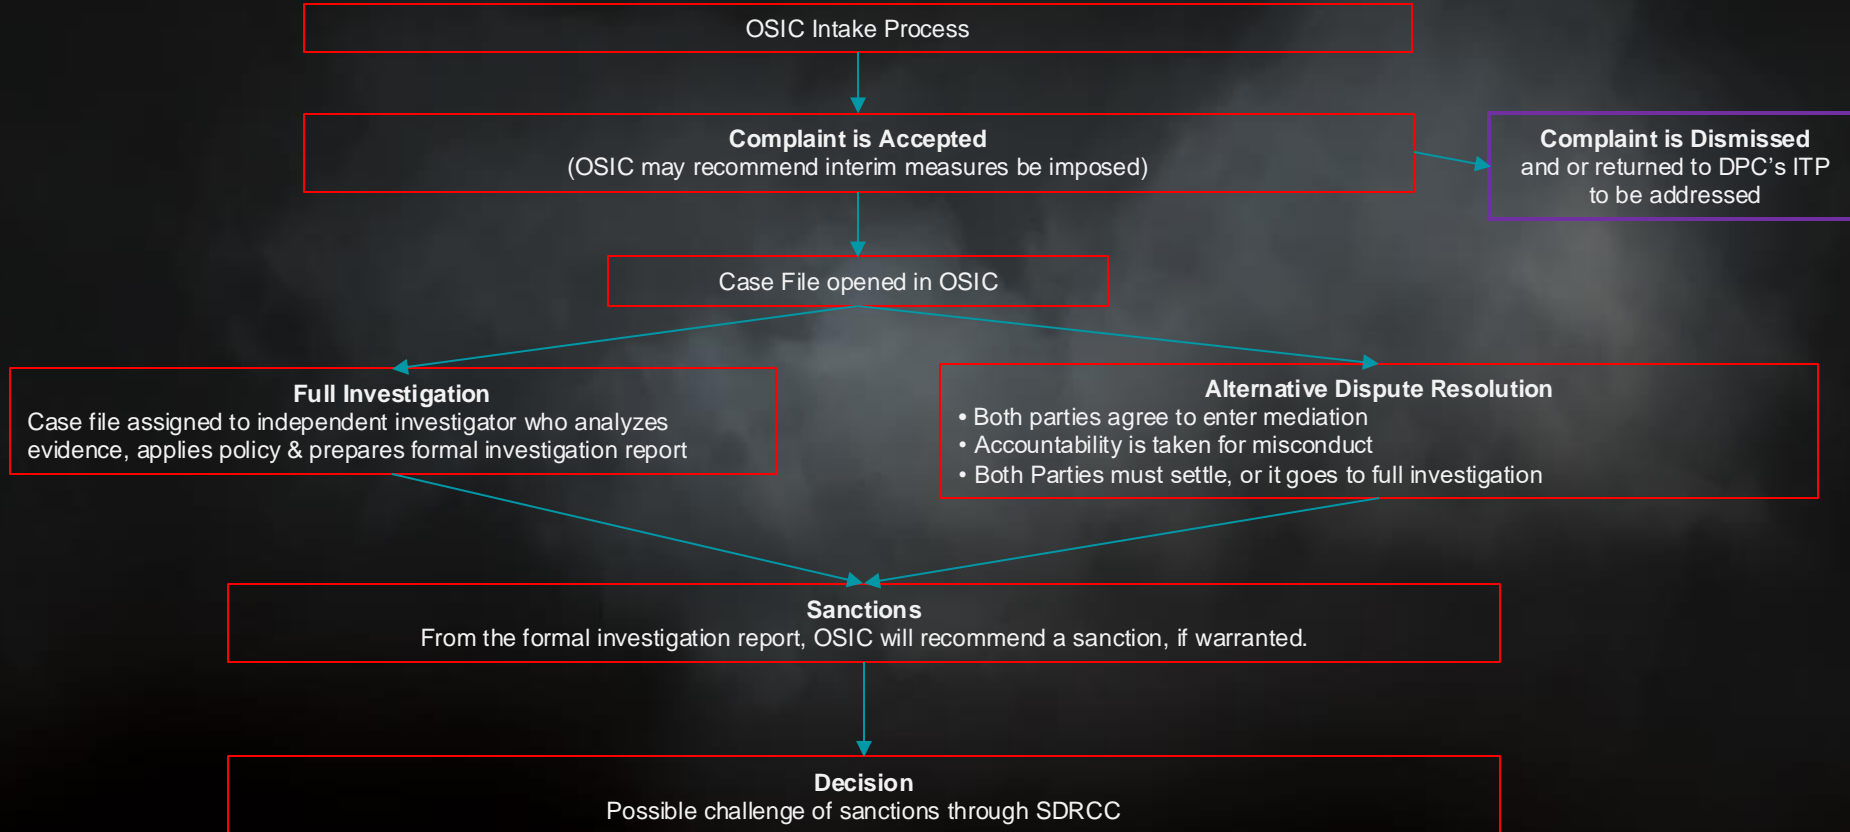 OSIC Intake Process
Complaint is Accepted
(OSIC may recommend interim measures be imposed)
Complaint is Dismissed
and or returned to DPC’s ITP
to be addressed
Case File opened in OSIC
Full Investigation
Case file assigned to independent investigator who analyzes
evidence, applies policy & prepares formal investigation report
Alternative Dispute Resolution
• Both parties agree to enter mediation
• Accountability is taken for misconduct
• Both Parties must settle, or it goes to full investigation
Sanctions
From the formal investigation report, OSIC will recommend a sanction, if warranted.
Decision
Possible challenge of sanctions through SDRCC